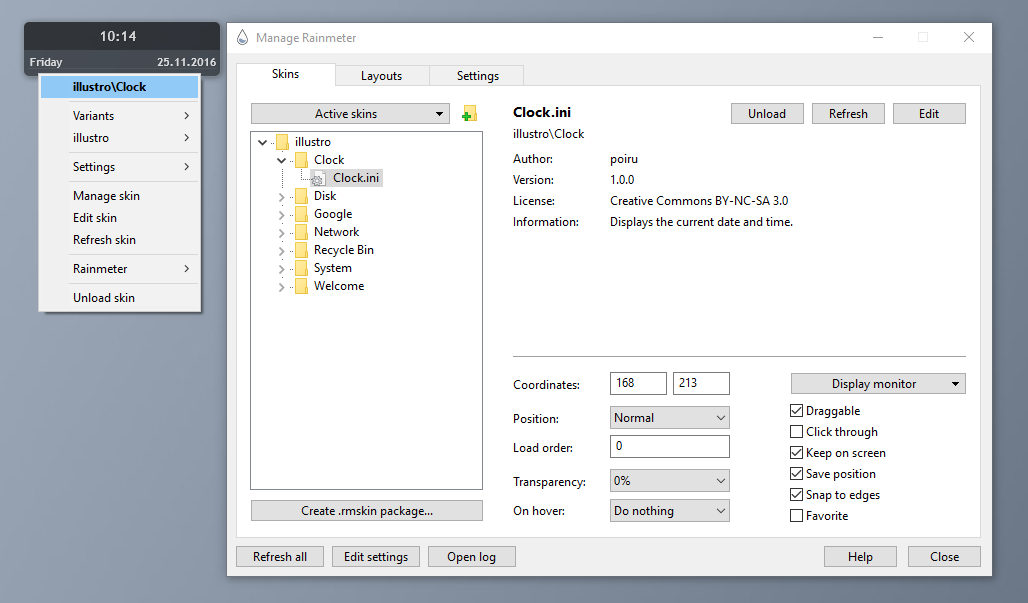 10:14
Friday 25.11.2016
illustro\Clock
Variants
illustro
Settings
Manage skin
Edit skin
Refresh skin
Rainmeter
Unload skin
Manage Rainmeter
Skins Layouts Settings
Active skins
illustro
Clock
Clock.ini
Disk
Google
Network
Recycle Bin
System
Welcome
Create .rmskin package...
Clock.ini
illustro\Clock
Unload Refresh Edit
Author: poiru
Version: 1.0.0
License: Creative Commons BY-NC-SA 3.0
Information: Displays the current date and time.
Coordinates: 168 213
Position: Normal
Load order: 0
Transparency: 0%
On hover: Do nothing
Display monitor
Draggable
Click through
Keep on screen
Save position
Snap to edges
Favorite
Refresh all Edit settings Open log Help Close